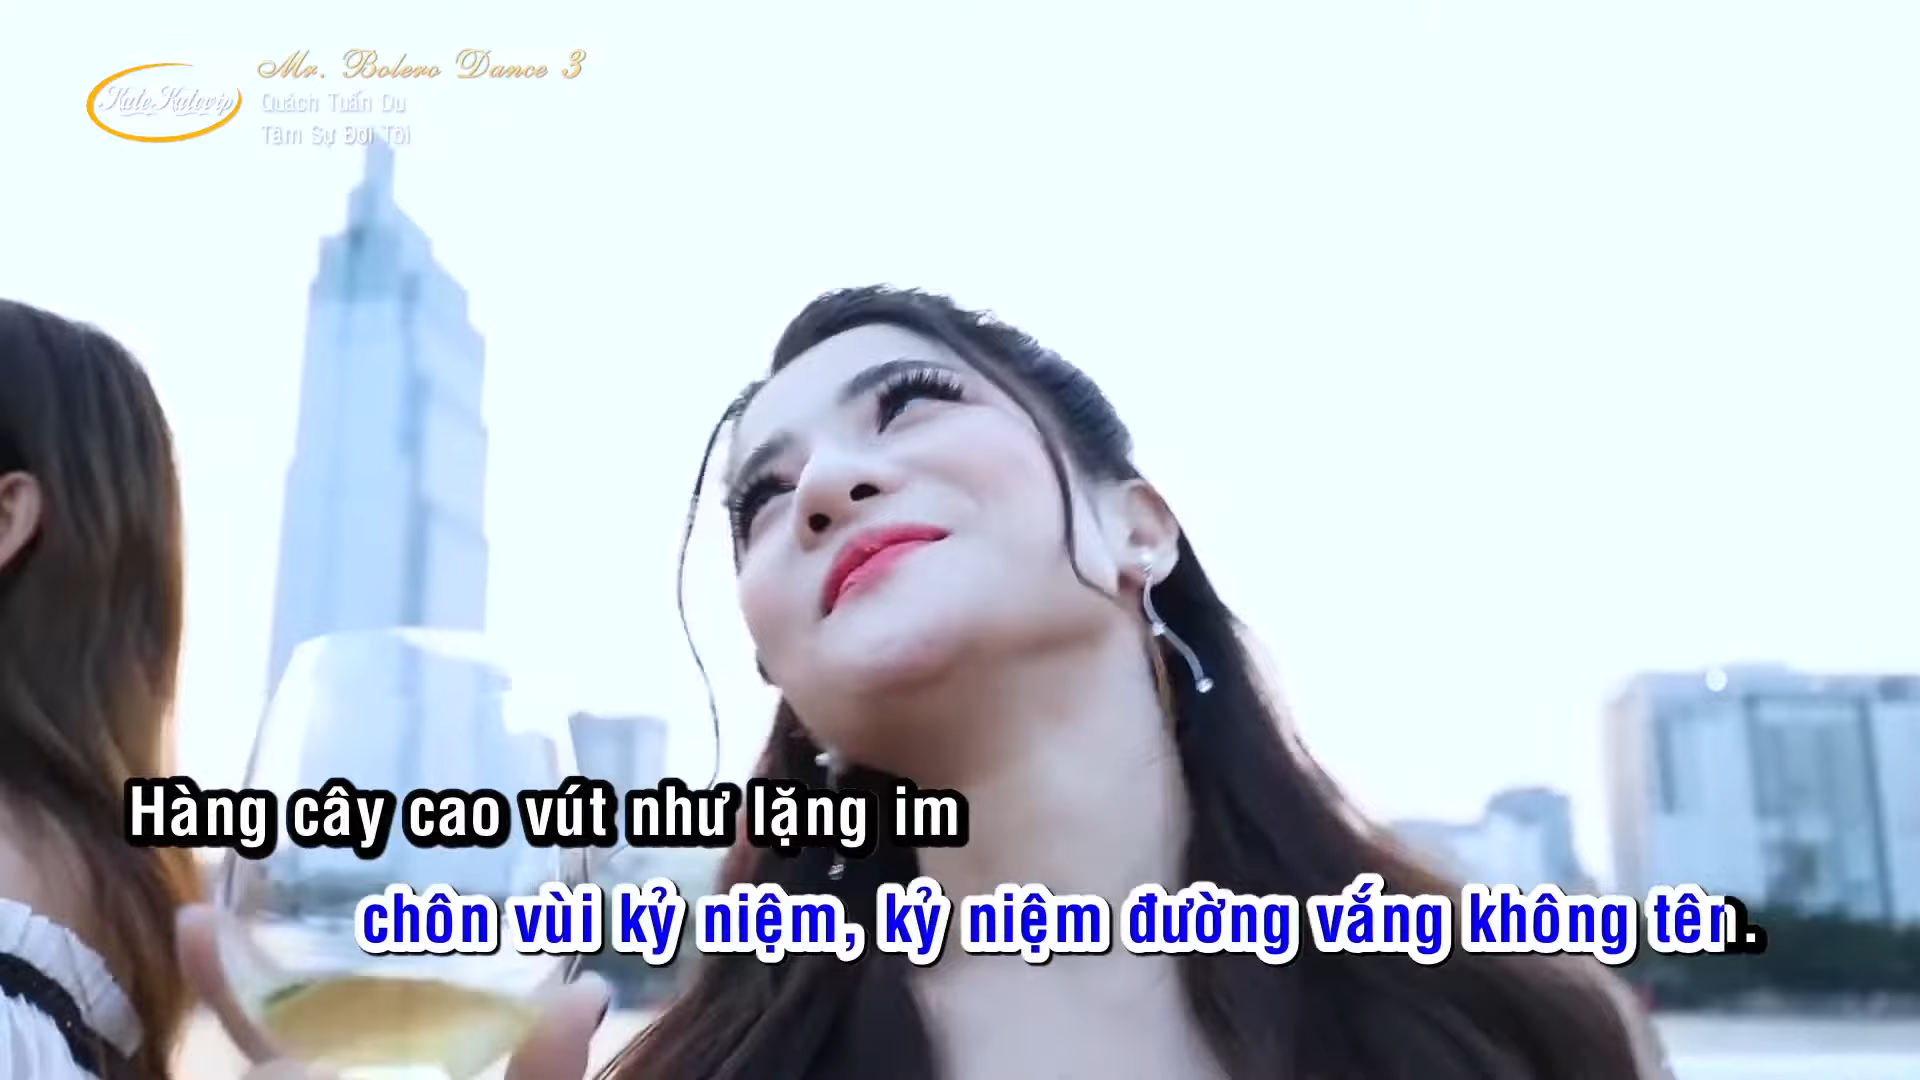 Mr. Bolero Dance 3
KaleKalevip
Quách Tuấn Du
Tâm Sự Đời Tôi
Hàng cây cao vút như lặng im
chôn vùi kỷ niệm, kỷ niệm đường vắng không tên.